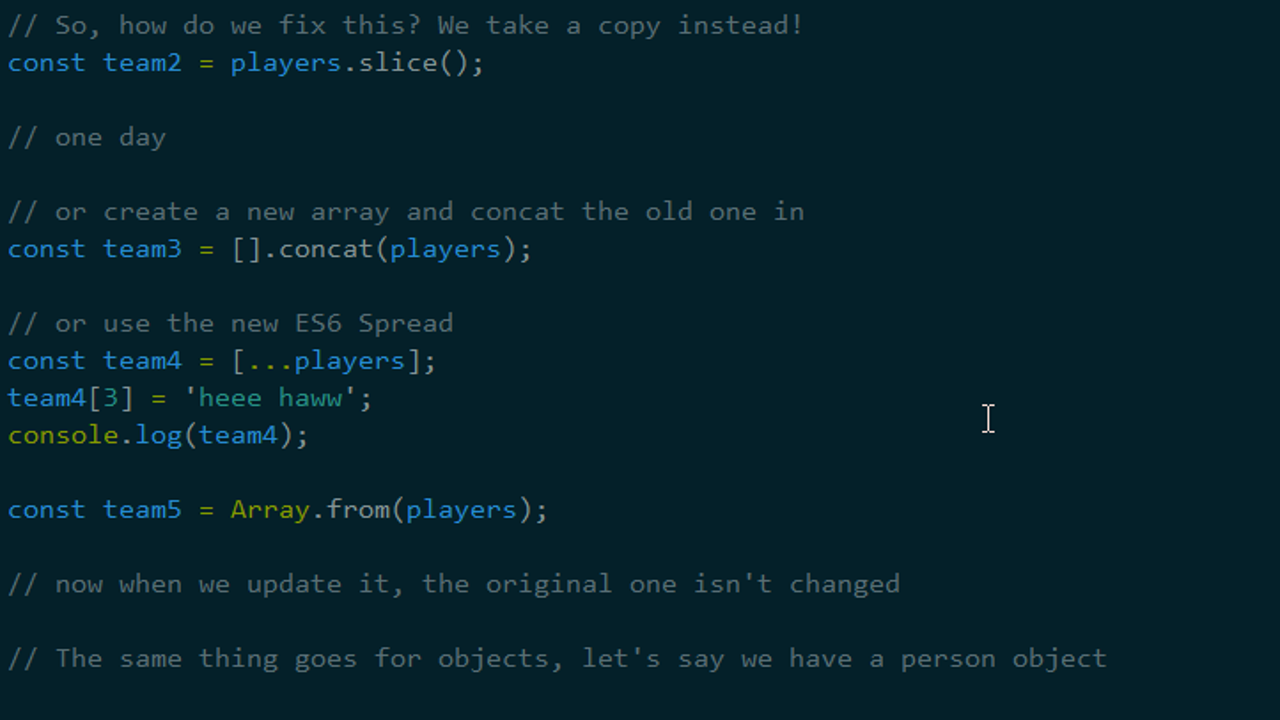 // So, how do we fix this? We take a copy instead!
const team2 = players.slice();
// one day
// or create a new array and concat the old one in
const team3 = [].concat(players);
// or use the new ES6 Spread
const team4 = [...players];
team4[3] = 'heee haww';
console.log(team4);
const team5 = Array.from(players);
// now when we update it, the original one isn't changed
// The same thing goes for objects, let's say we have a person object